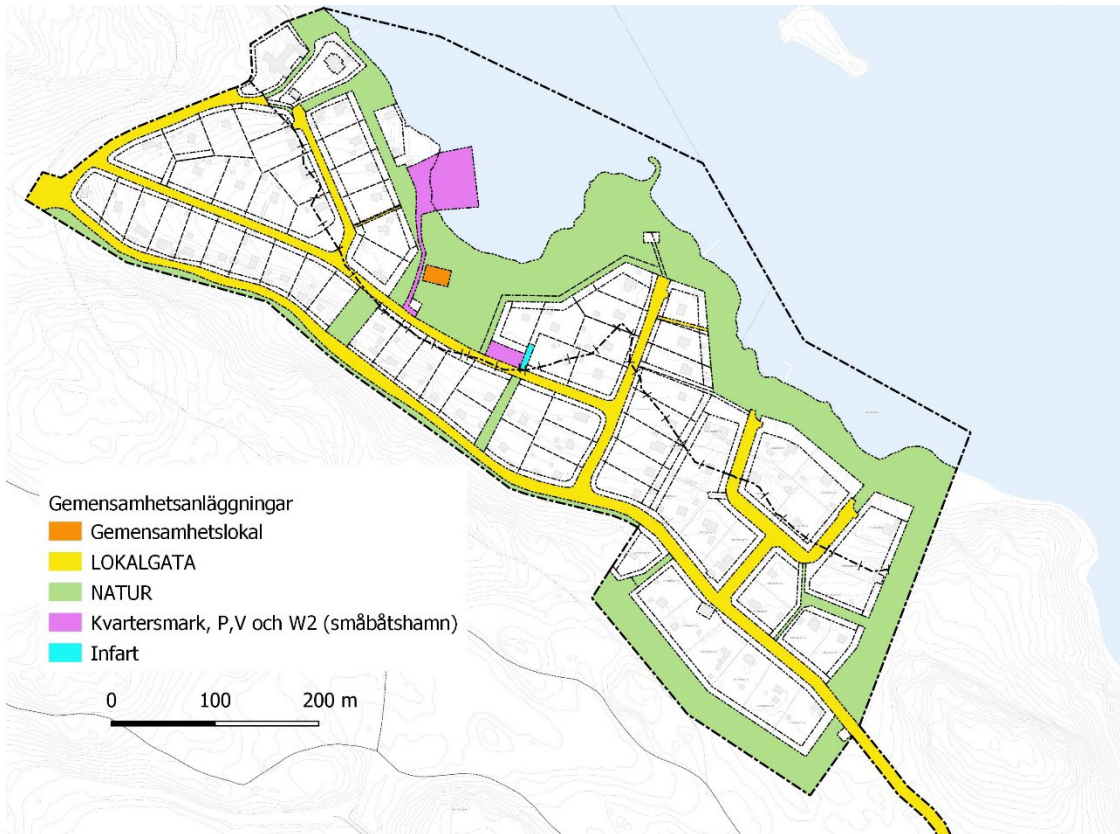 Gemensamhetsanläggningar
Gemensamhetslokal
LOKALGATA
NATUR
Kvartersmark, P,V och W2 (småbåtshamn)
Infart
0 100 200 m